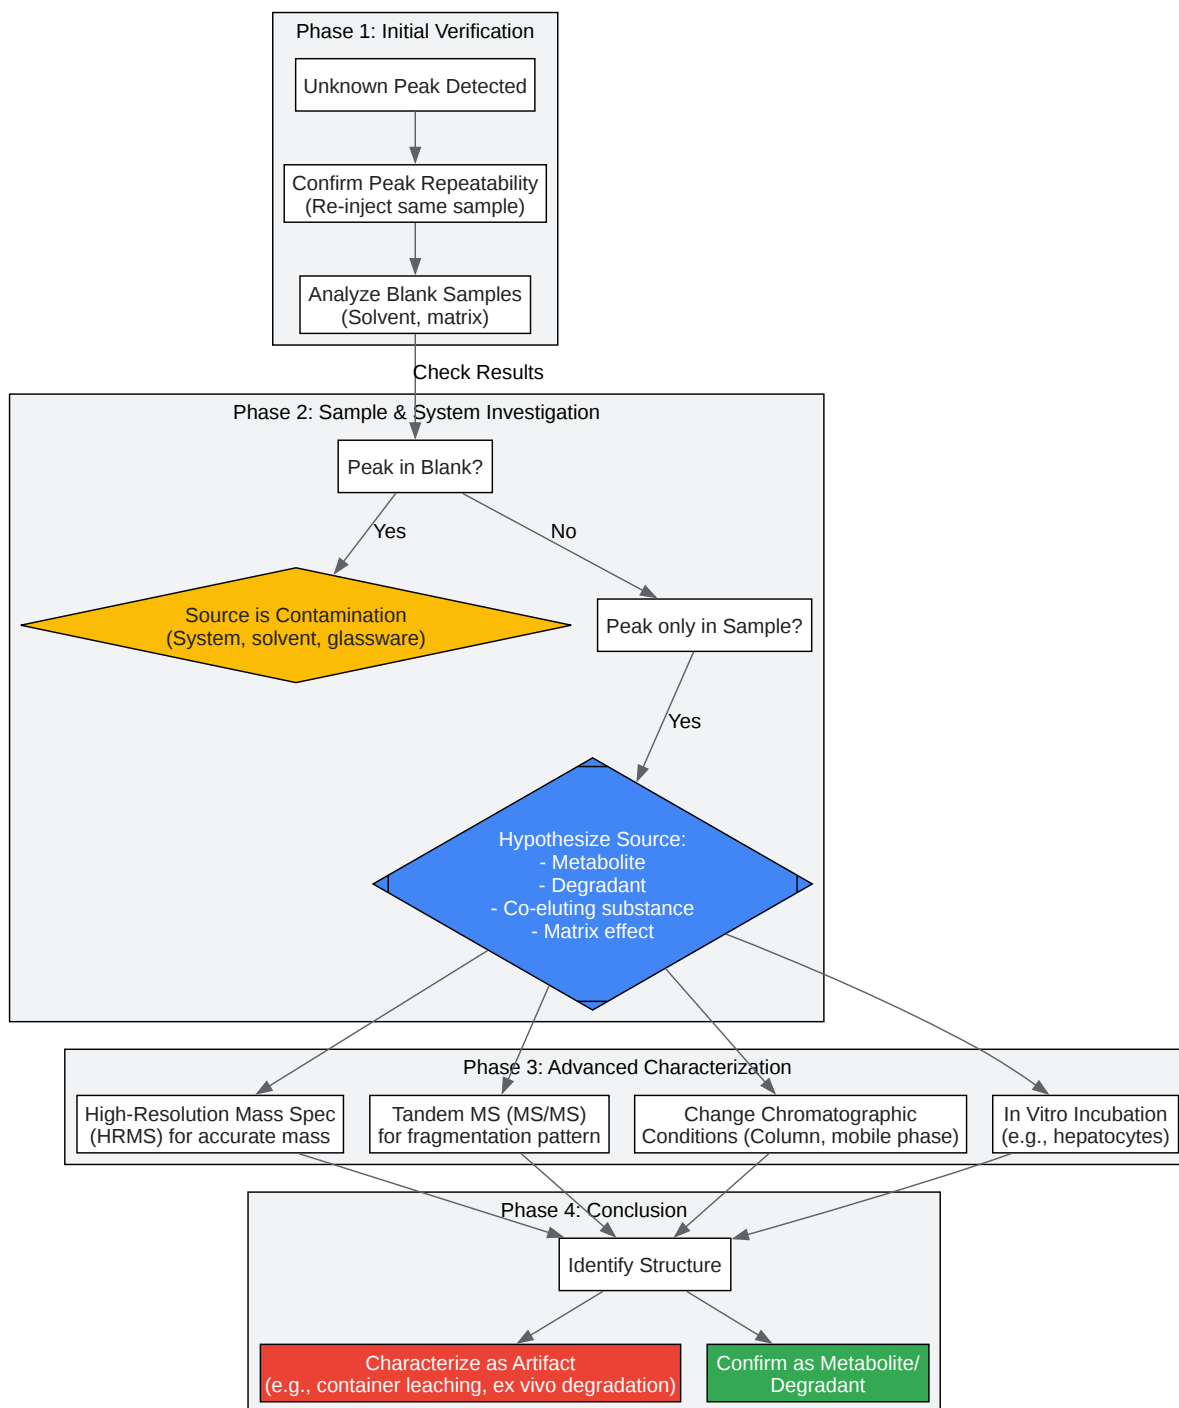 Phase 1: Initial Verification
Unknown Peak Detected
Confirm Peak Repeatability
(Re-inject same sample)
Analyze Blank Samples
(Solvent, matrix)
Check Results
Phase 2: Sample & System Investigation
Peak in Blank?
Yes
No
Source is Contamination
(System, solvent, glassware)
Peak only in Sample?
Yes
Hypothesize Source:
- Metabolite
- Degradant
- Co-eluting substance
- Matrix effect
Phase 3: Advanced Characterization
High-Resolution Mass Spec
(HRMS) for accurate mass
Tandem MS (MS/MS)
for fragmentation pattern
Change Chromatographic
Conditions (Column, mobile phase)
In Vitro Incubation
(e.g., hepatocytes)
Phase 4: Conclusion
Identify Structure
Characterize as Artifact
(e.g., container leaching, ex vivo degradation)
Confirm as Metabolite/
Degradant